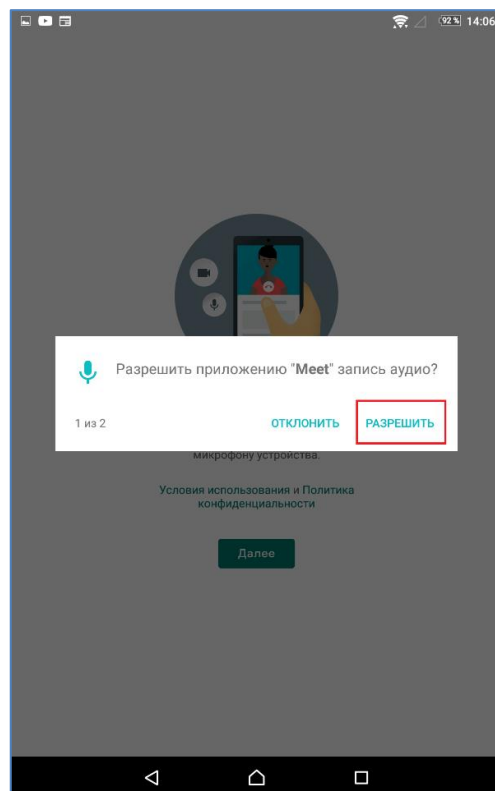 92 % 14:06
Разрешить приложению "Meet" запись аудио?
1 из 2 ОТКЛОНИТЬ РАЗРЕШИТЬ
микрофону устройства.
Условия использования и Политика
конфиденциальности
Далее